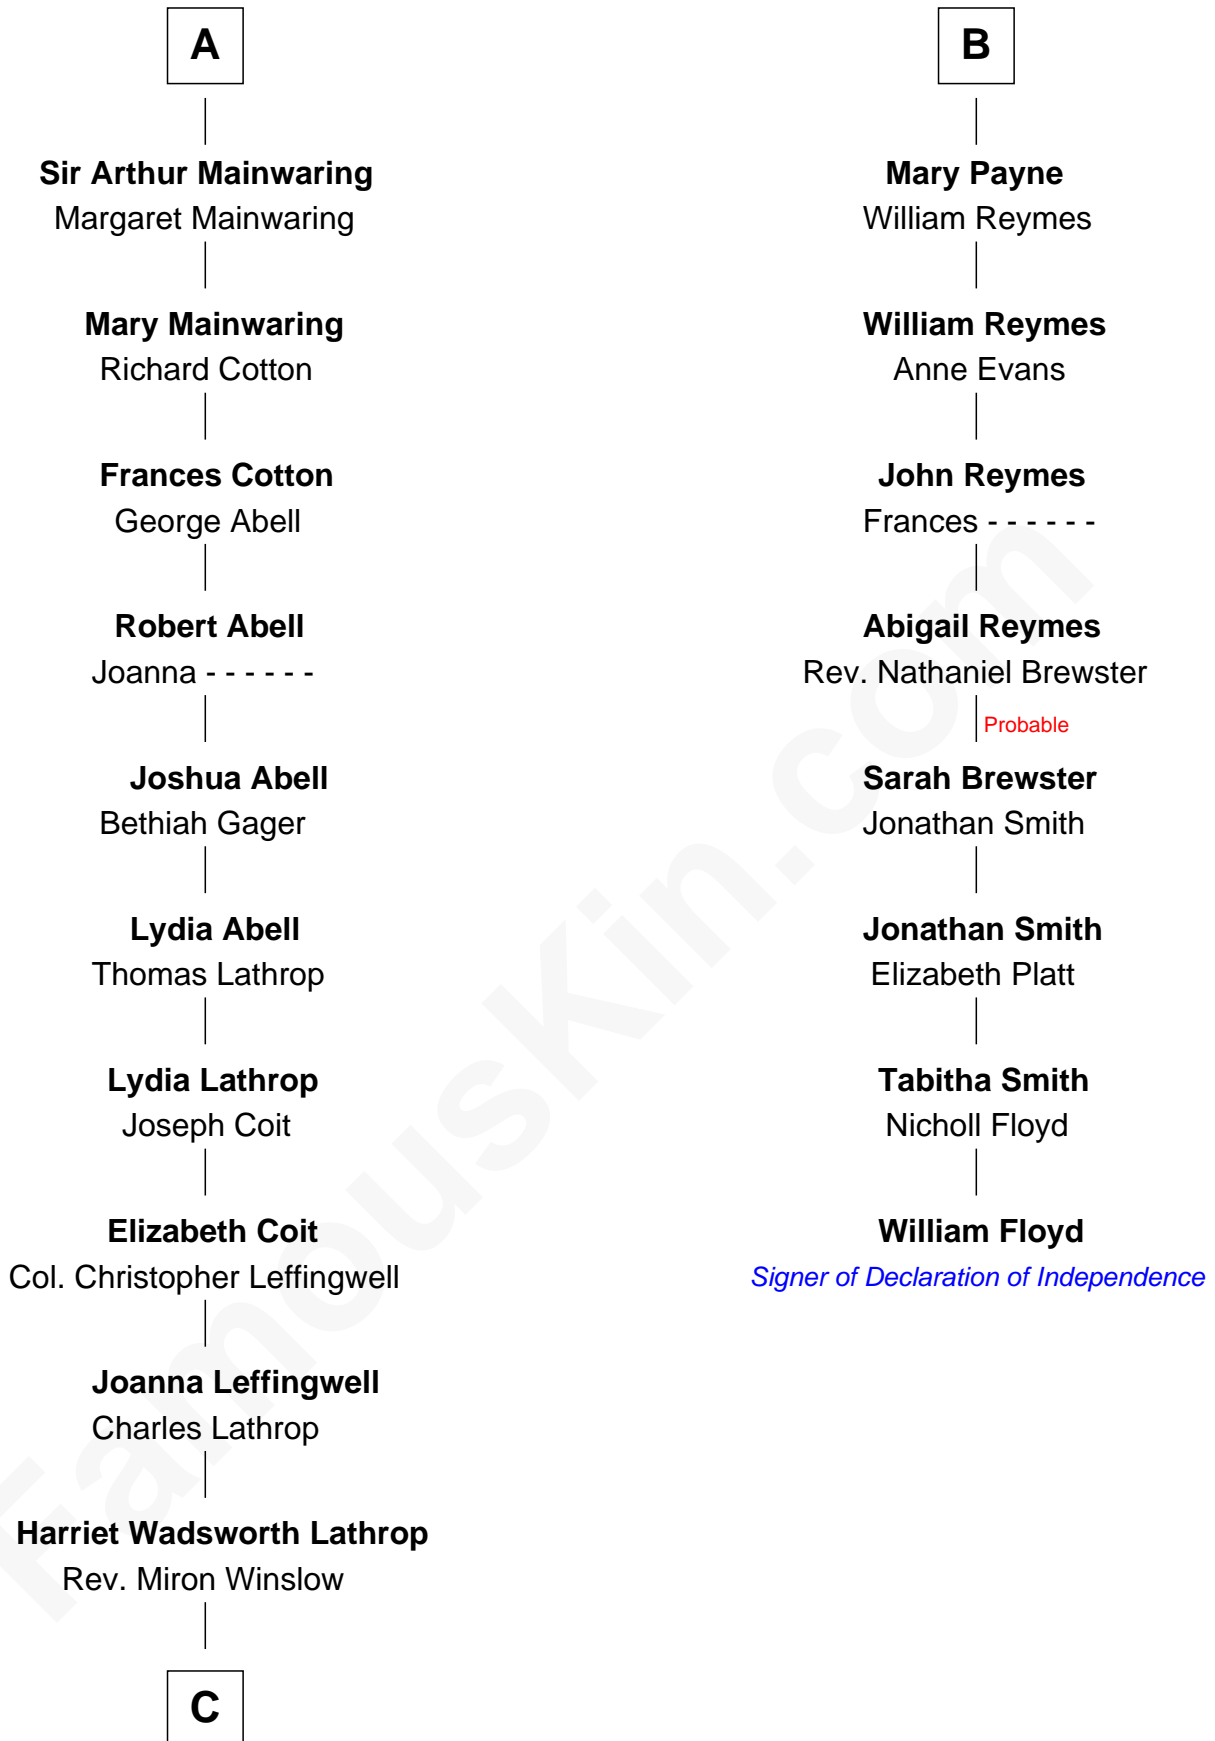 A
Sir Arthur Mainwaring
Margaret Mainwaring
Mary Mainwaring
Richard Cotton
Frances Cotton
George Abell
Robert Abell
Joanna - - - - - -
Joshua Abell
Bethiah Gager
Lydia Abell
Thomas Lathrop
Lydia Lathrop
Joseph Coit
Elizabeth Coit
Col. Christopher Leffingwell
Joanna Leffingwell
Charles Lathrop
Harriet Wadsworth Lathrop
Rev. Miron Winslow
C
B
Mary Payne
William Reymes
William Reymes
Anne Evans
John Reymes
Frances - - - - - -
Abigail Reymes
Rev. Nathaniel Brewster
Probable
Sarah Brewster
Jonathan Smith
Jonathan Smith
Elizabeth Platt
Tabitha Smith
Nicholl Floyd
William Floyd
Signer of Declaration of Independence
FamousKin.com